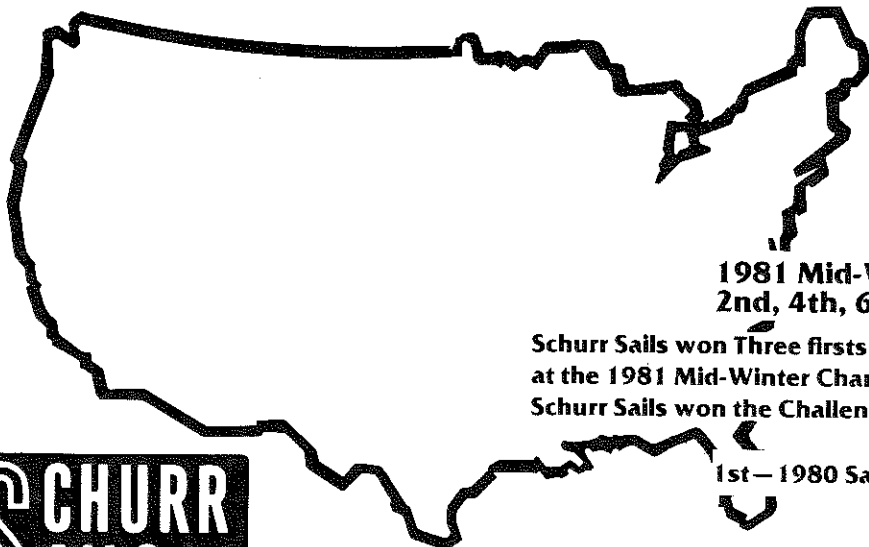 1981 Mid-
2nd, 4th, 6
Schurr Sails won Three firsts
at the 1981 Mid-Winter Char
Schurr Sails won the Challen
1st—1980 Sa
CHURR